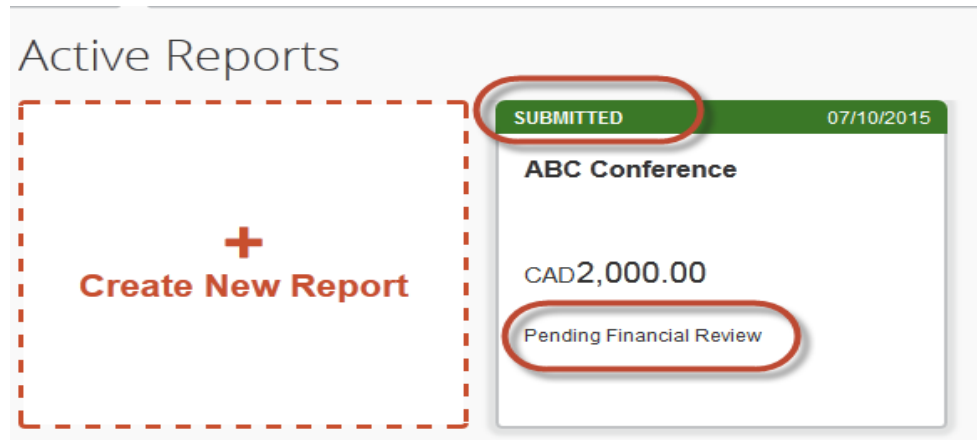 Active Reports
+
Create New Report
SUBMITTED 07/10/2015
ABC Conference
CAD2,000.00
Pending Financial Review